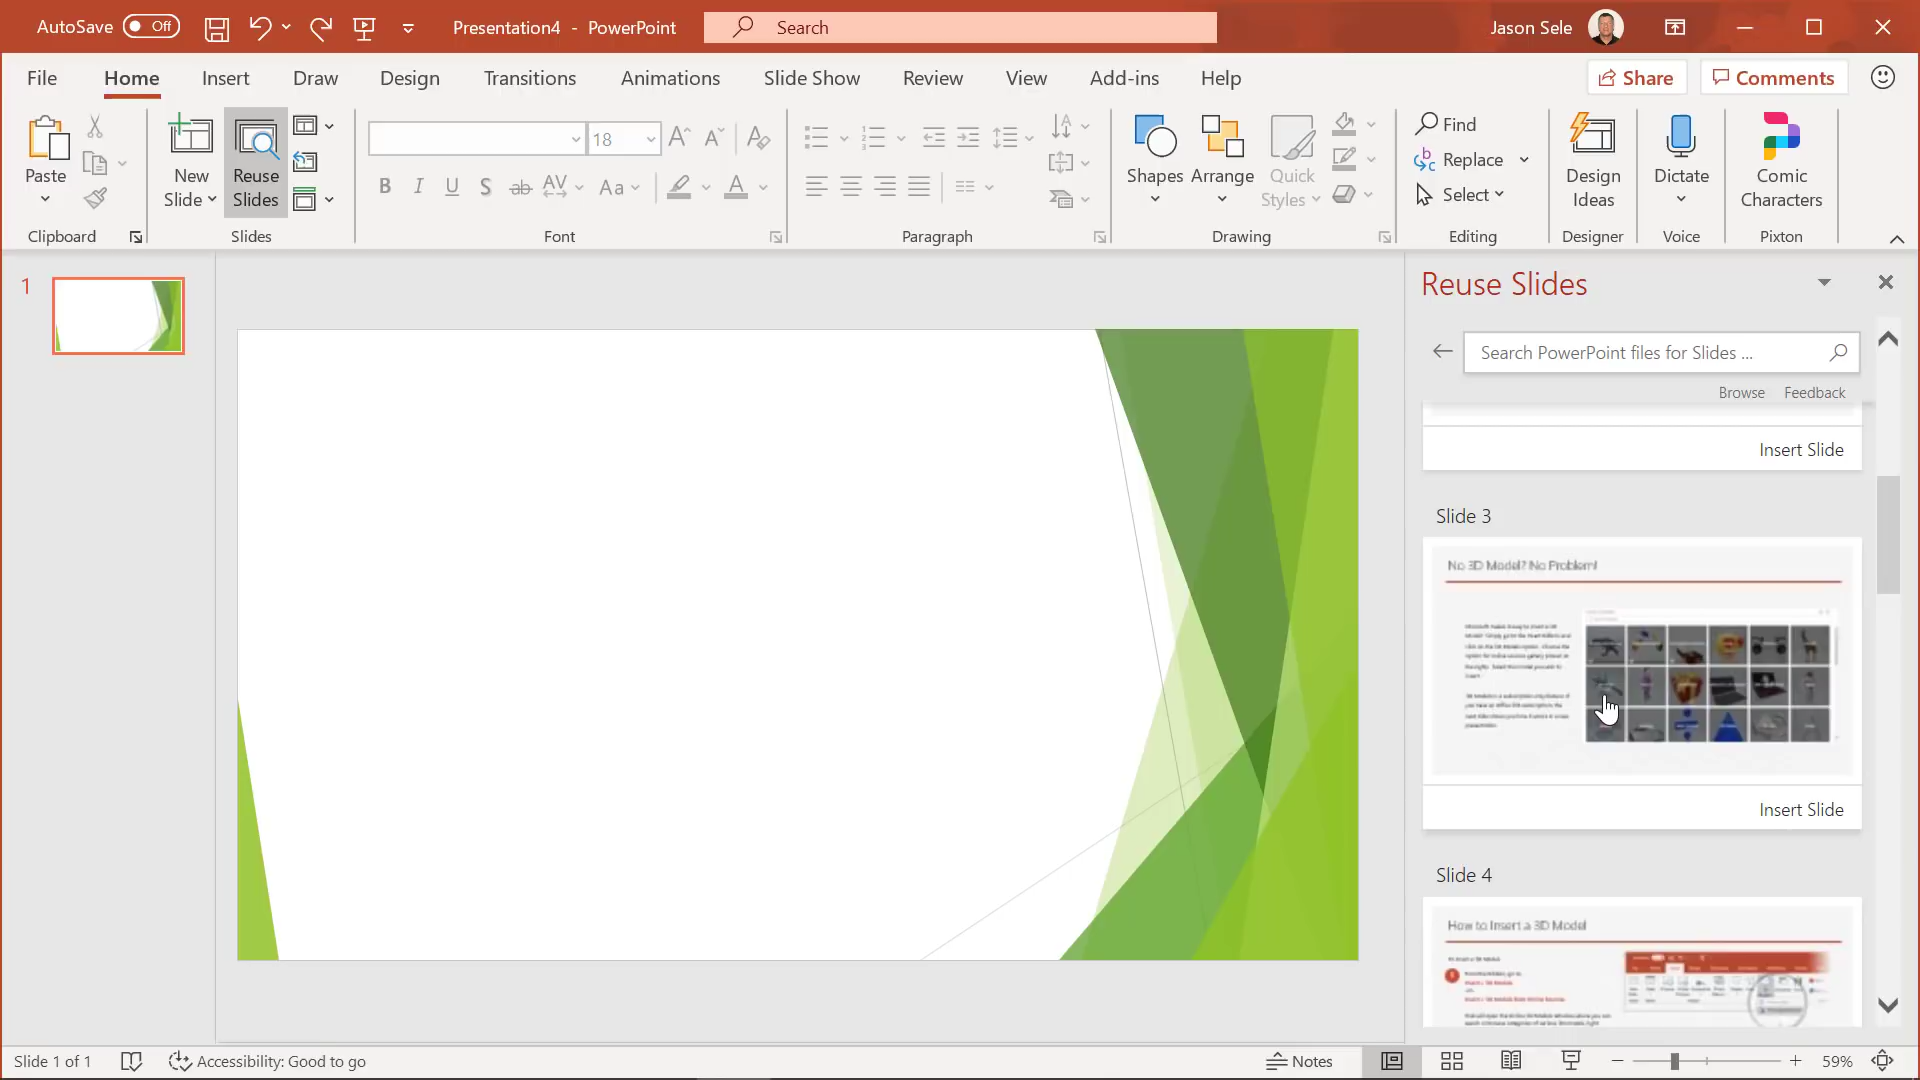 AutoSave Off Presentation4 - PowerPoint Search Jason Sele
File Home Insert Draw Design Transitions Animations Slide Show Review View Add-ins Help Share Comments
Paste
New Slide
Reuse Slides
18
B I U S ab AV Aa A
Shapes
Arrange
Quick Styles
Find
Replace
Select
Design Ideas
Dictate
Comic Characters
Clipboard Slides Font Paragraph Drawing Editing Designer Voice Pixton
1
Reuse Slides
Search PowerPoint files for Slides ...
Browse Feedback
Insert Slide
Slide 3
No 3D Model? No Problem!
Insert Slide
Slide 4
How to Insert a 3D Model
Slide 1 of 1 Accessibility: Good to go Notes 59%